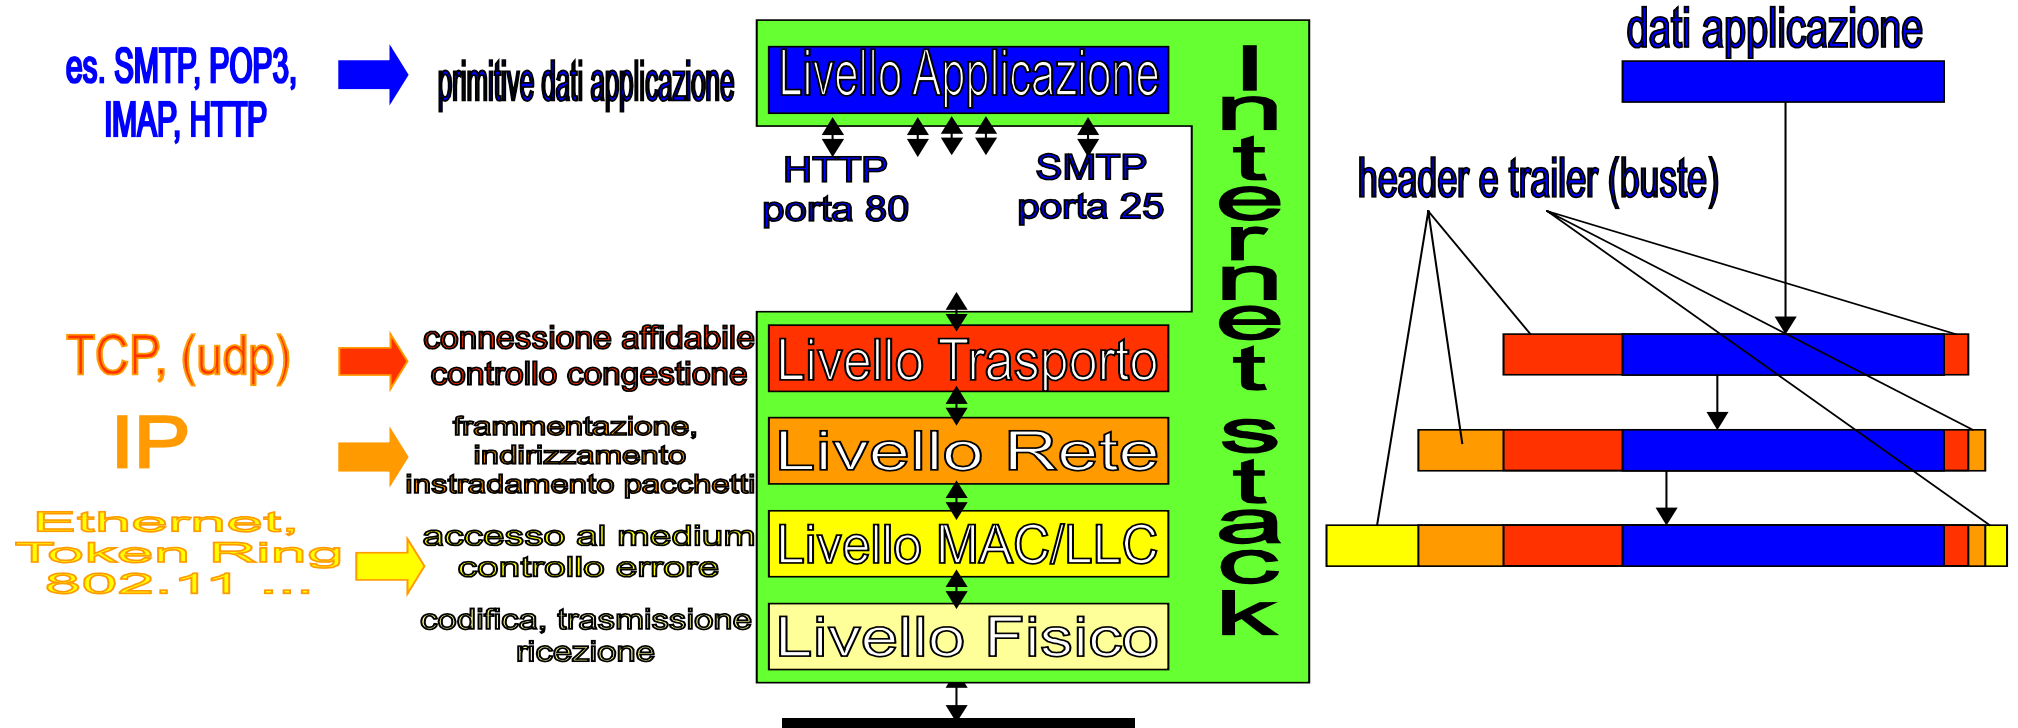 es. SMTP, POP3,
IMAP, HTTP
primitive dati applicazione
Livello Applicazione
HTTP
porta 80
SMTP
porta 25
TCP, (udp)
connessione affidabile
controllo congestione
Livello Trasporto
IP
frammentazione,
indirizzamento
instradamento pacchetti
Livello Rete
Ethernet,
Token Ring
802.11 ...
accesso al medium
controllo errore
Livello MAC/LLC
codifica, trasmissione
ricezione
Livello Fisico
Internet stack
dati applicazione
header e trailer (buste)